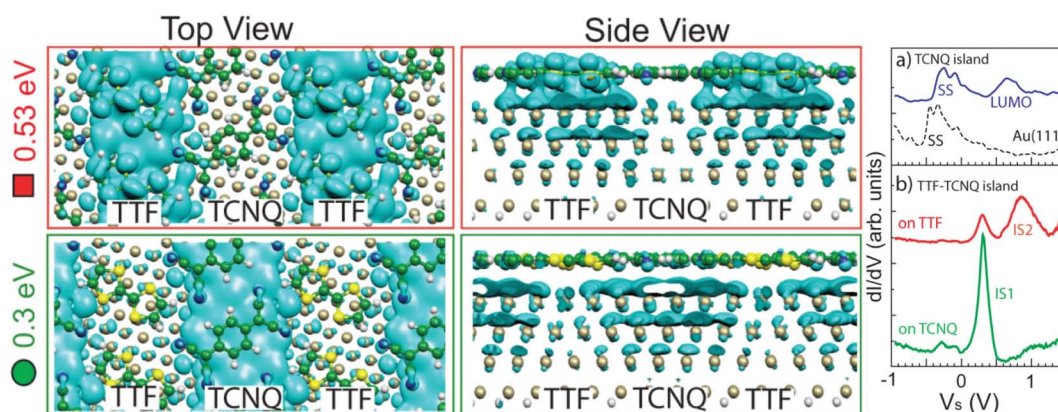 Top View
Side View
0.53 eV
TTF
TCNQ
TTF
TTF
TCNQ
TTF
0.3 eV
TTF
TCNQ
TTF
TTF
TCNQ
TTF
a)
TCNQ island
SS
LUMO
Au(111
SS
b)
TTF-TCNQ island
on TTF
IS2
IS1
on TCNQ
dI/dV (arb. units)
-1
0
1
Vs (V)